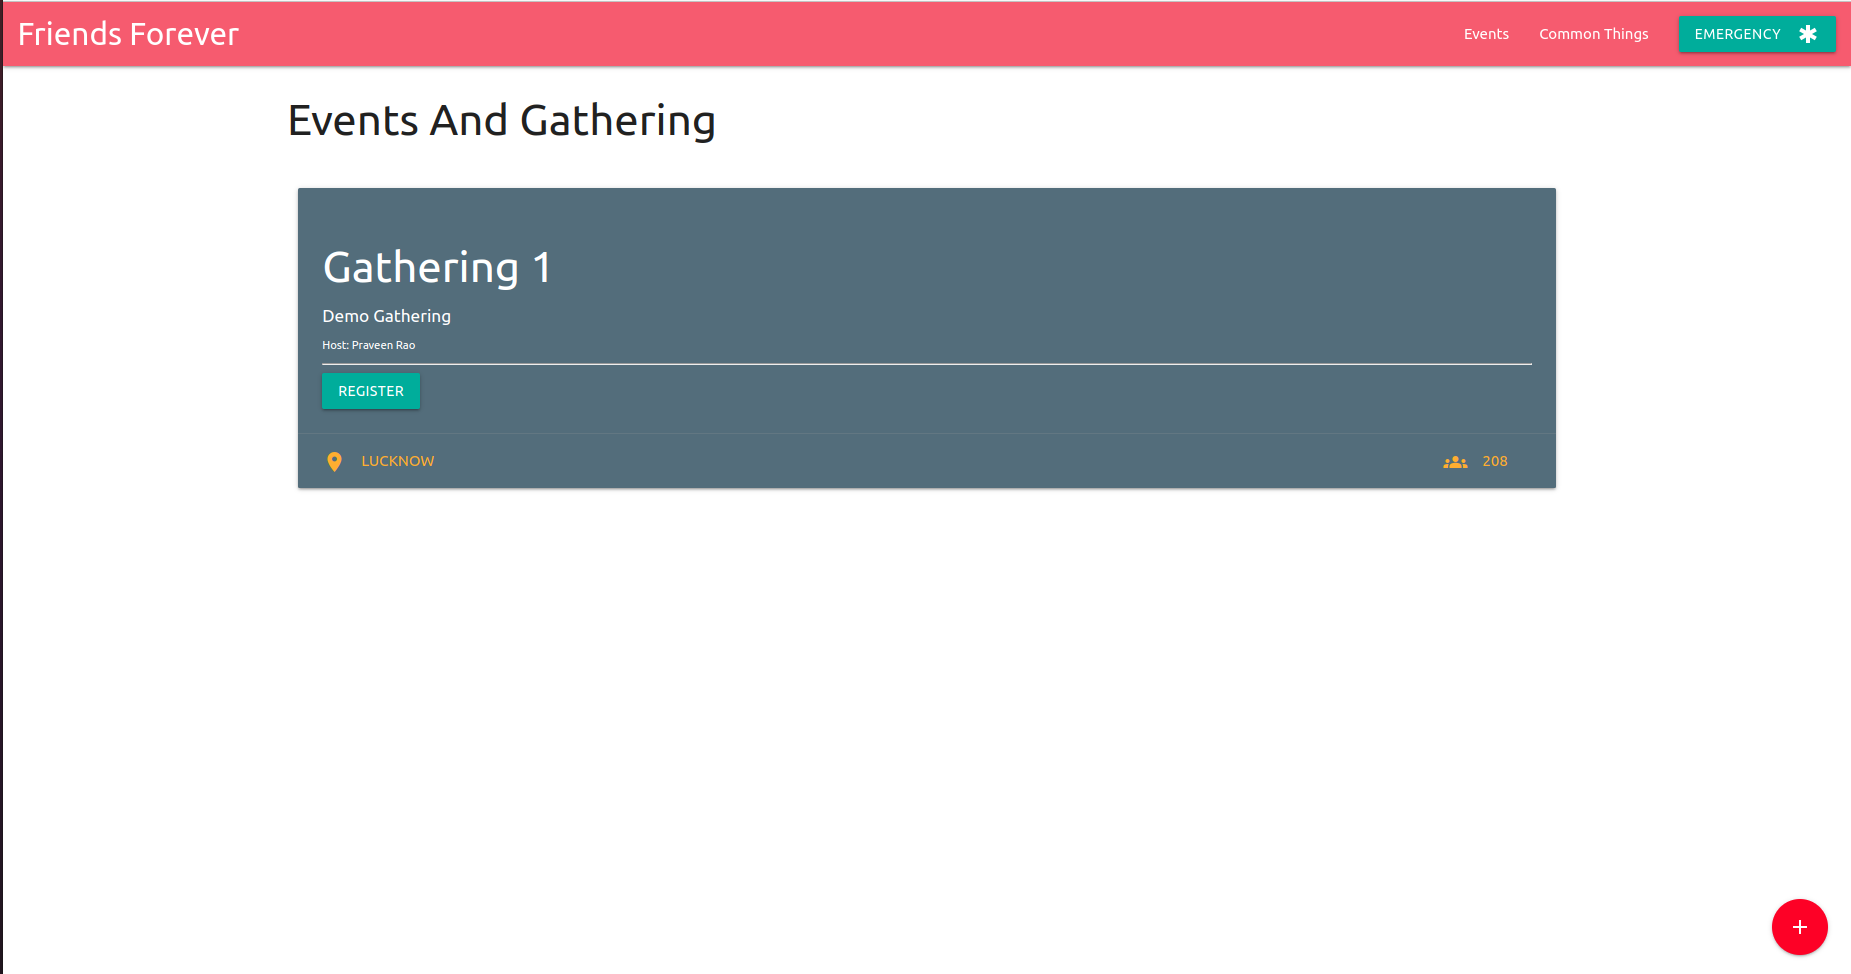 Friends Forever
Events
Common Things
EMERGENCY
Events And Gathering
Gathering 1
Demo Gathering
Host: Praveen Rao
REGISTER
LUCKNOW
208